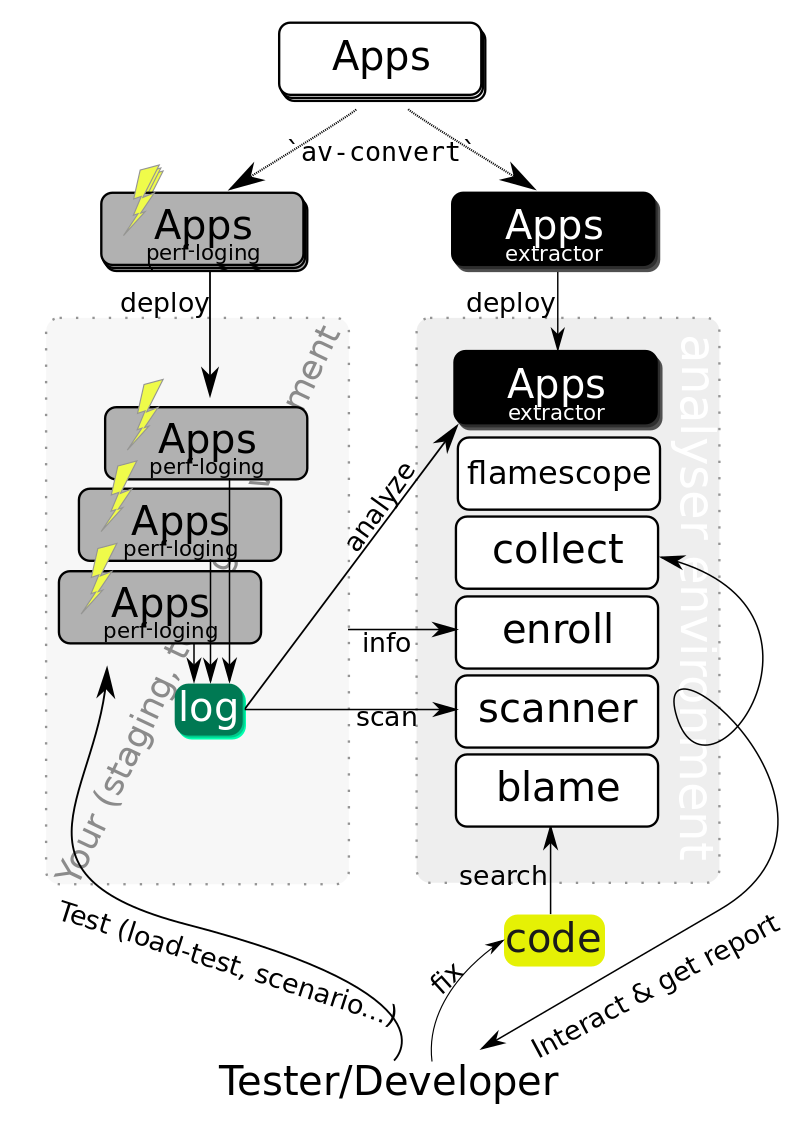 Apps
`av-convert`
Apps
perf-loging
Apps
extractor
deploy
deploy
Your (staging, t
ment
analyser environment
Apps
perf-loging
Apps
perf-loging
Apps
perf-loging
log
Apps
extractor
flamescope
collect
enroll
scanner
blame
analyze
info
scan
search
code
fix
Test (load-test, scenario...)
Interact & get report
Tester/Developer